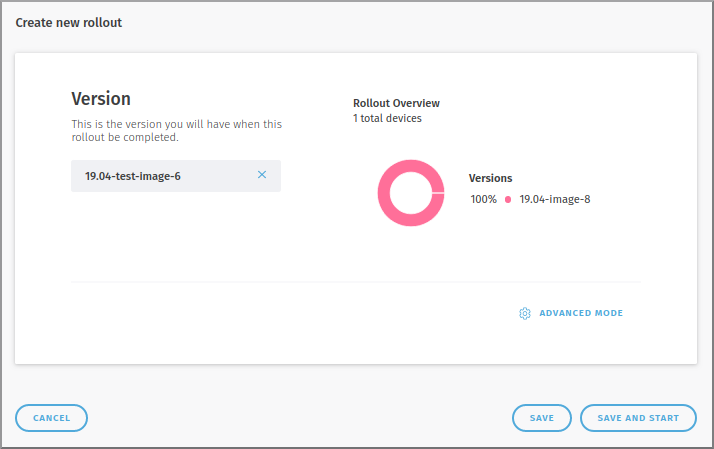 Create new rollout
Version
This is the version you will have when this
rollout be completed.
19.04-test-image-6
Rollout Overview
1 total devices
Versions
100% 19.04-image-8
ADVANCED MODE
CANCEL
SAVE
SAVE AND START